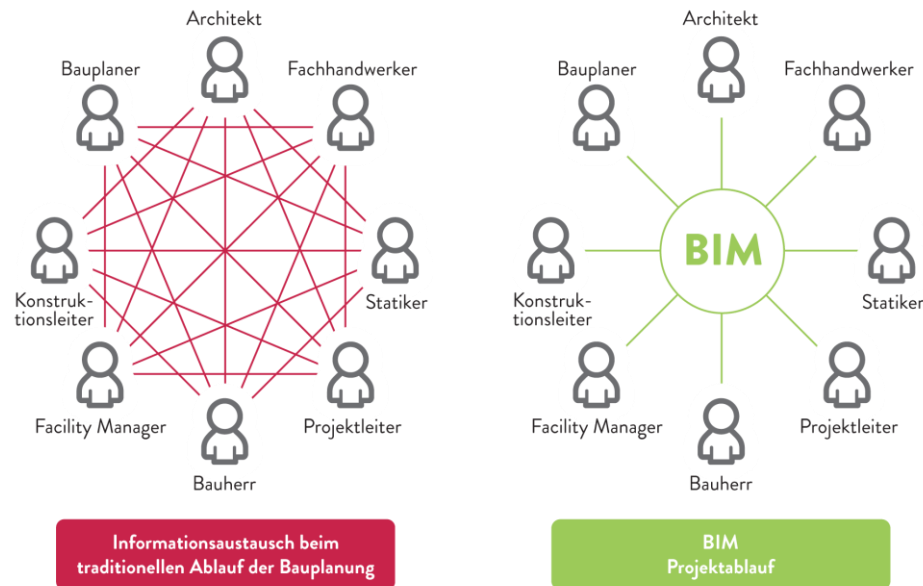 Architekt
Bauplaner
Fachhandwerker
Konstruk-
tionsleiter
Statiker
Facility Manager
Projektleiter
Bauherr
Informationsaustausch beim
traditionellen Ablauf der Bauplanung
Architekt
Bauplaner
Fachhandwerker
BIM
Konstruk-
tionsleiter
Statiker
Facility Manager
Projektleiter
Bauherr
BIM
Projektablauf